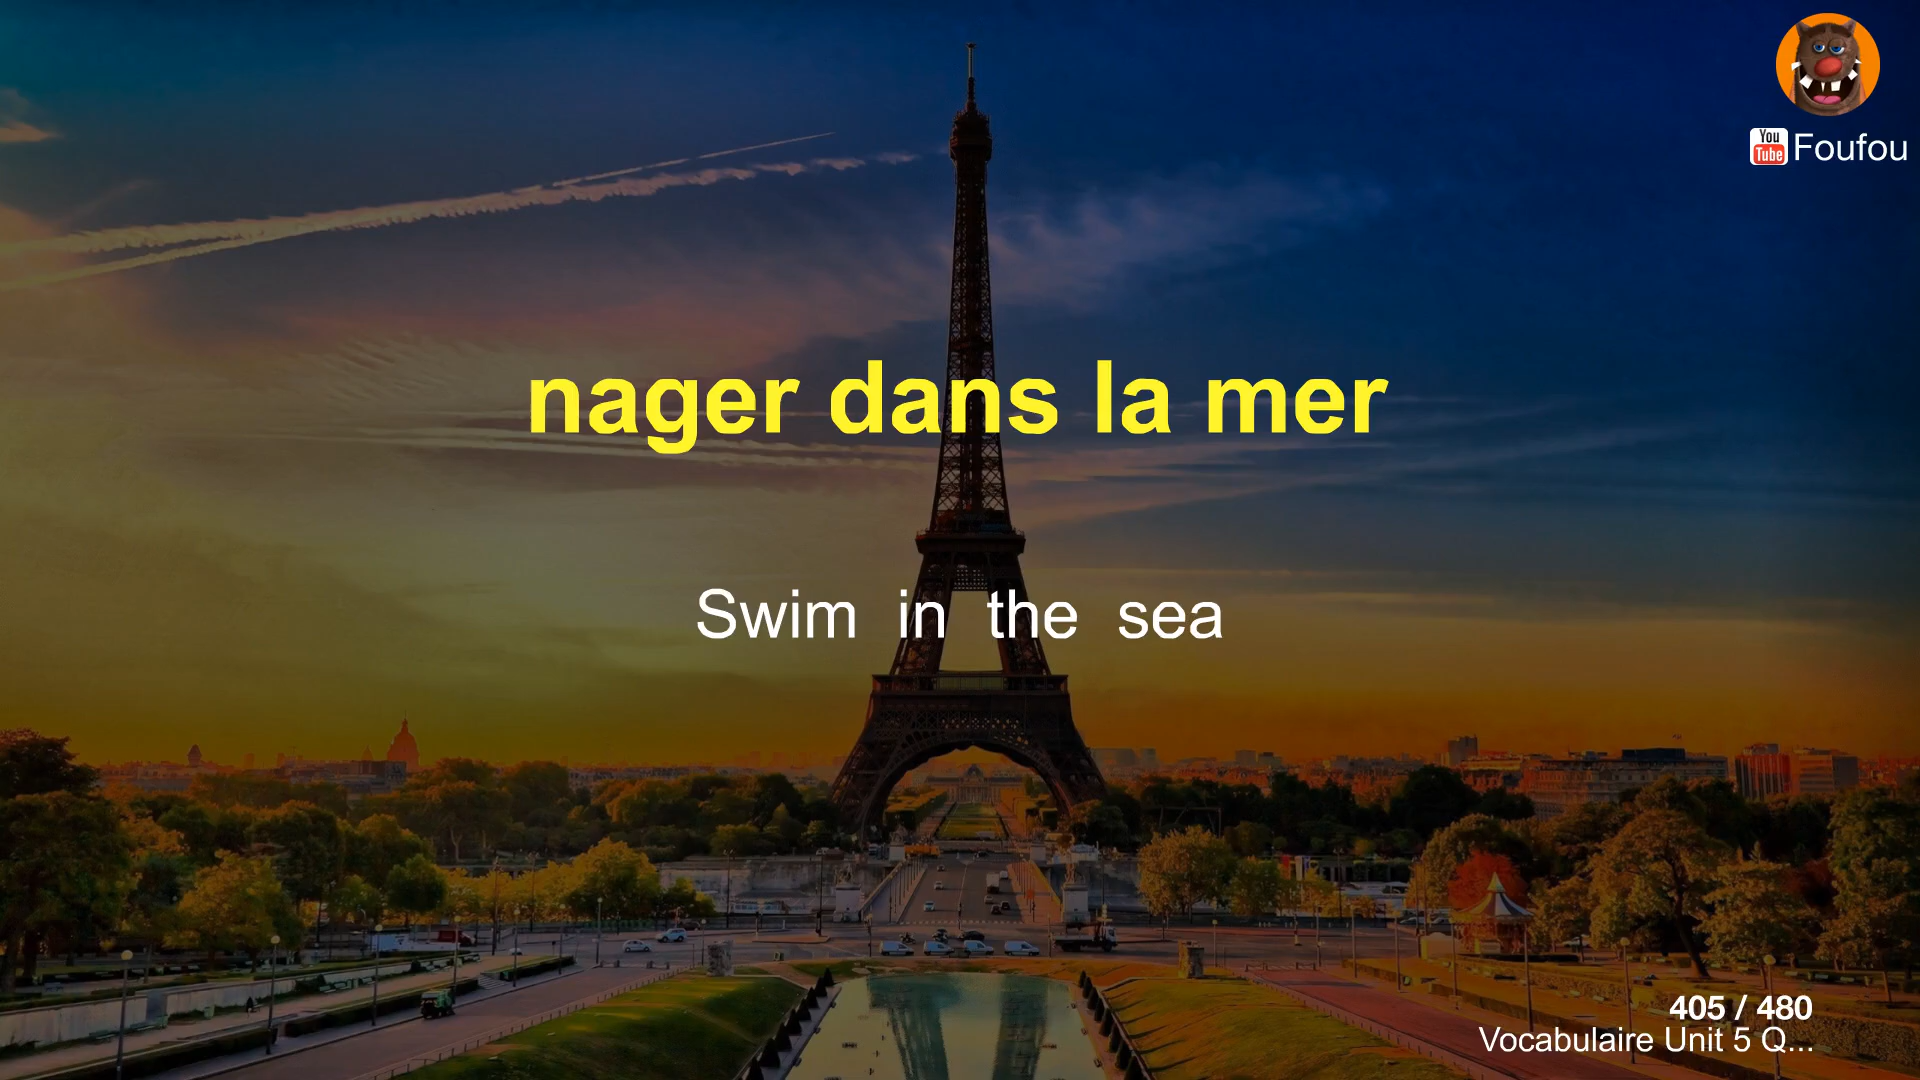 You
Tube
Foufou
nager dans la mer
Swim in the sea
405 / 480
Vocabulaire Unit 5 Q...